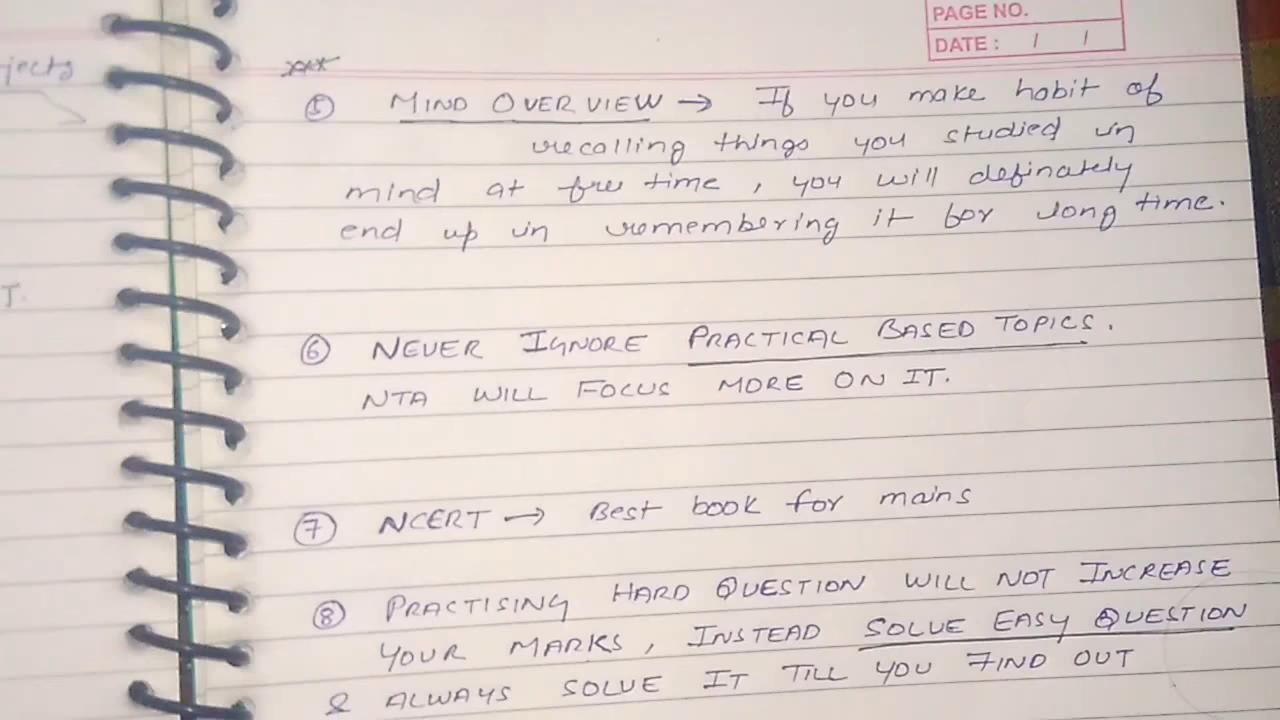 PAGE NO.
DATE: / /
jects
⑤ MIND OVERVIEW → If you make habit of
recalling things you studied in
mind at free time, you will definately
end up in remembering it for long time.
T.
⑥ NEVER IGNORE PRACTICAL BASED TOPICS.
NTA WILL FOCUS MORE ON IT.
⑦ NCERT → Best book for mains
⑧ PRACTISING HARD QUESTION WILL NOT INCREASE
YOUR MARKS, INSTEAD SOLVE EASY QUESTION
& ALWAYS SOLVE IT TILL YOU FIND OUT